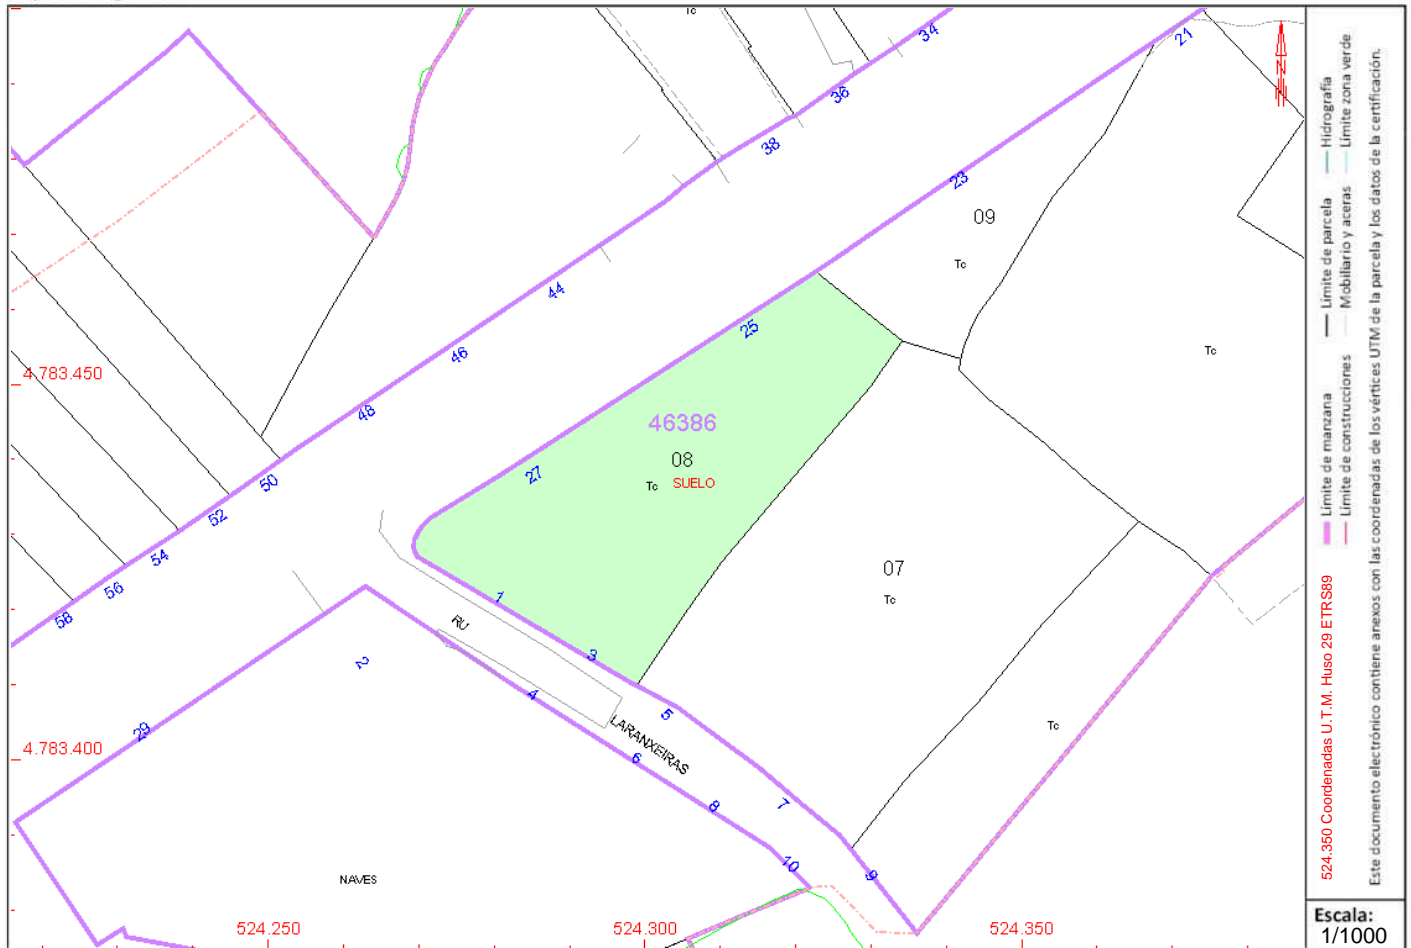 Tc
34
21
36
38
23
09
Tc
44
25
Tc
46
4.783.450
48
46386
08
27
Tc
SUELO
50
52
54
07
56
Tc
1
58
RU
3
2
4
5
LARANXEIRAS
Tc
29
4.783.400
6
7
8
10
9
NAVES
524.250
524.300
524.350
Límite de manzana
Límite de parcela
Hidrografía
Límite de construcciones
Mobiliario y aceras
Límite zona verde
524.350 Coordenadas U.T.M. Huso 29 ETRS89
Este documento electrónico contiene anexos con las coordenadas de los vértices UTM de la parcela y los datos de la certificación.
N
Escala:
1/1000